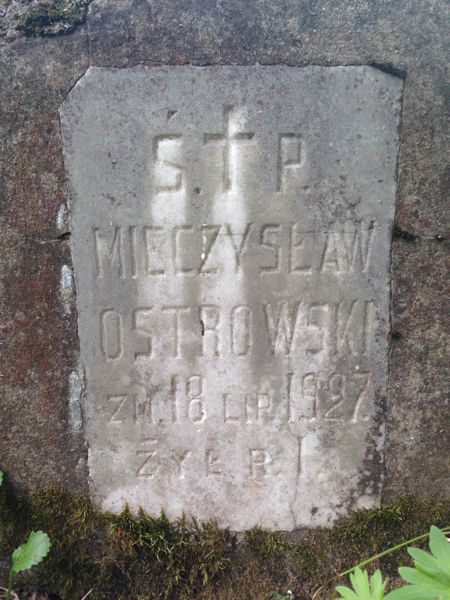 Ś. † P.
MIECZYSŁAW
OSTROWSKI
ZM. 18 LIP. 1927
ŻYŁ R. 1.